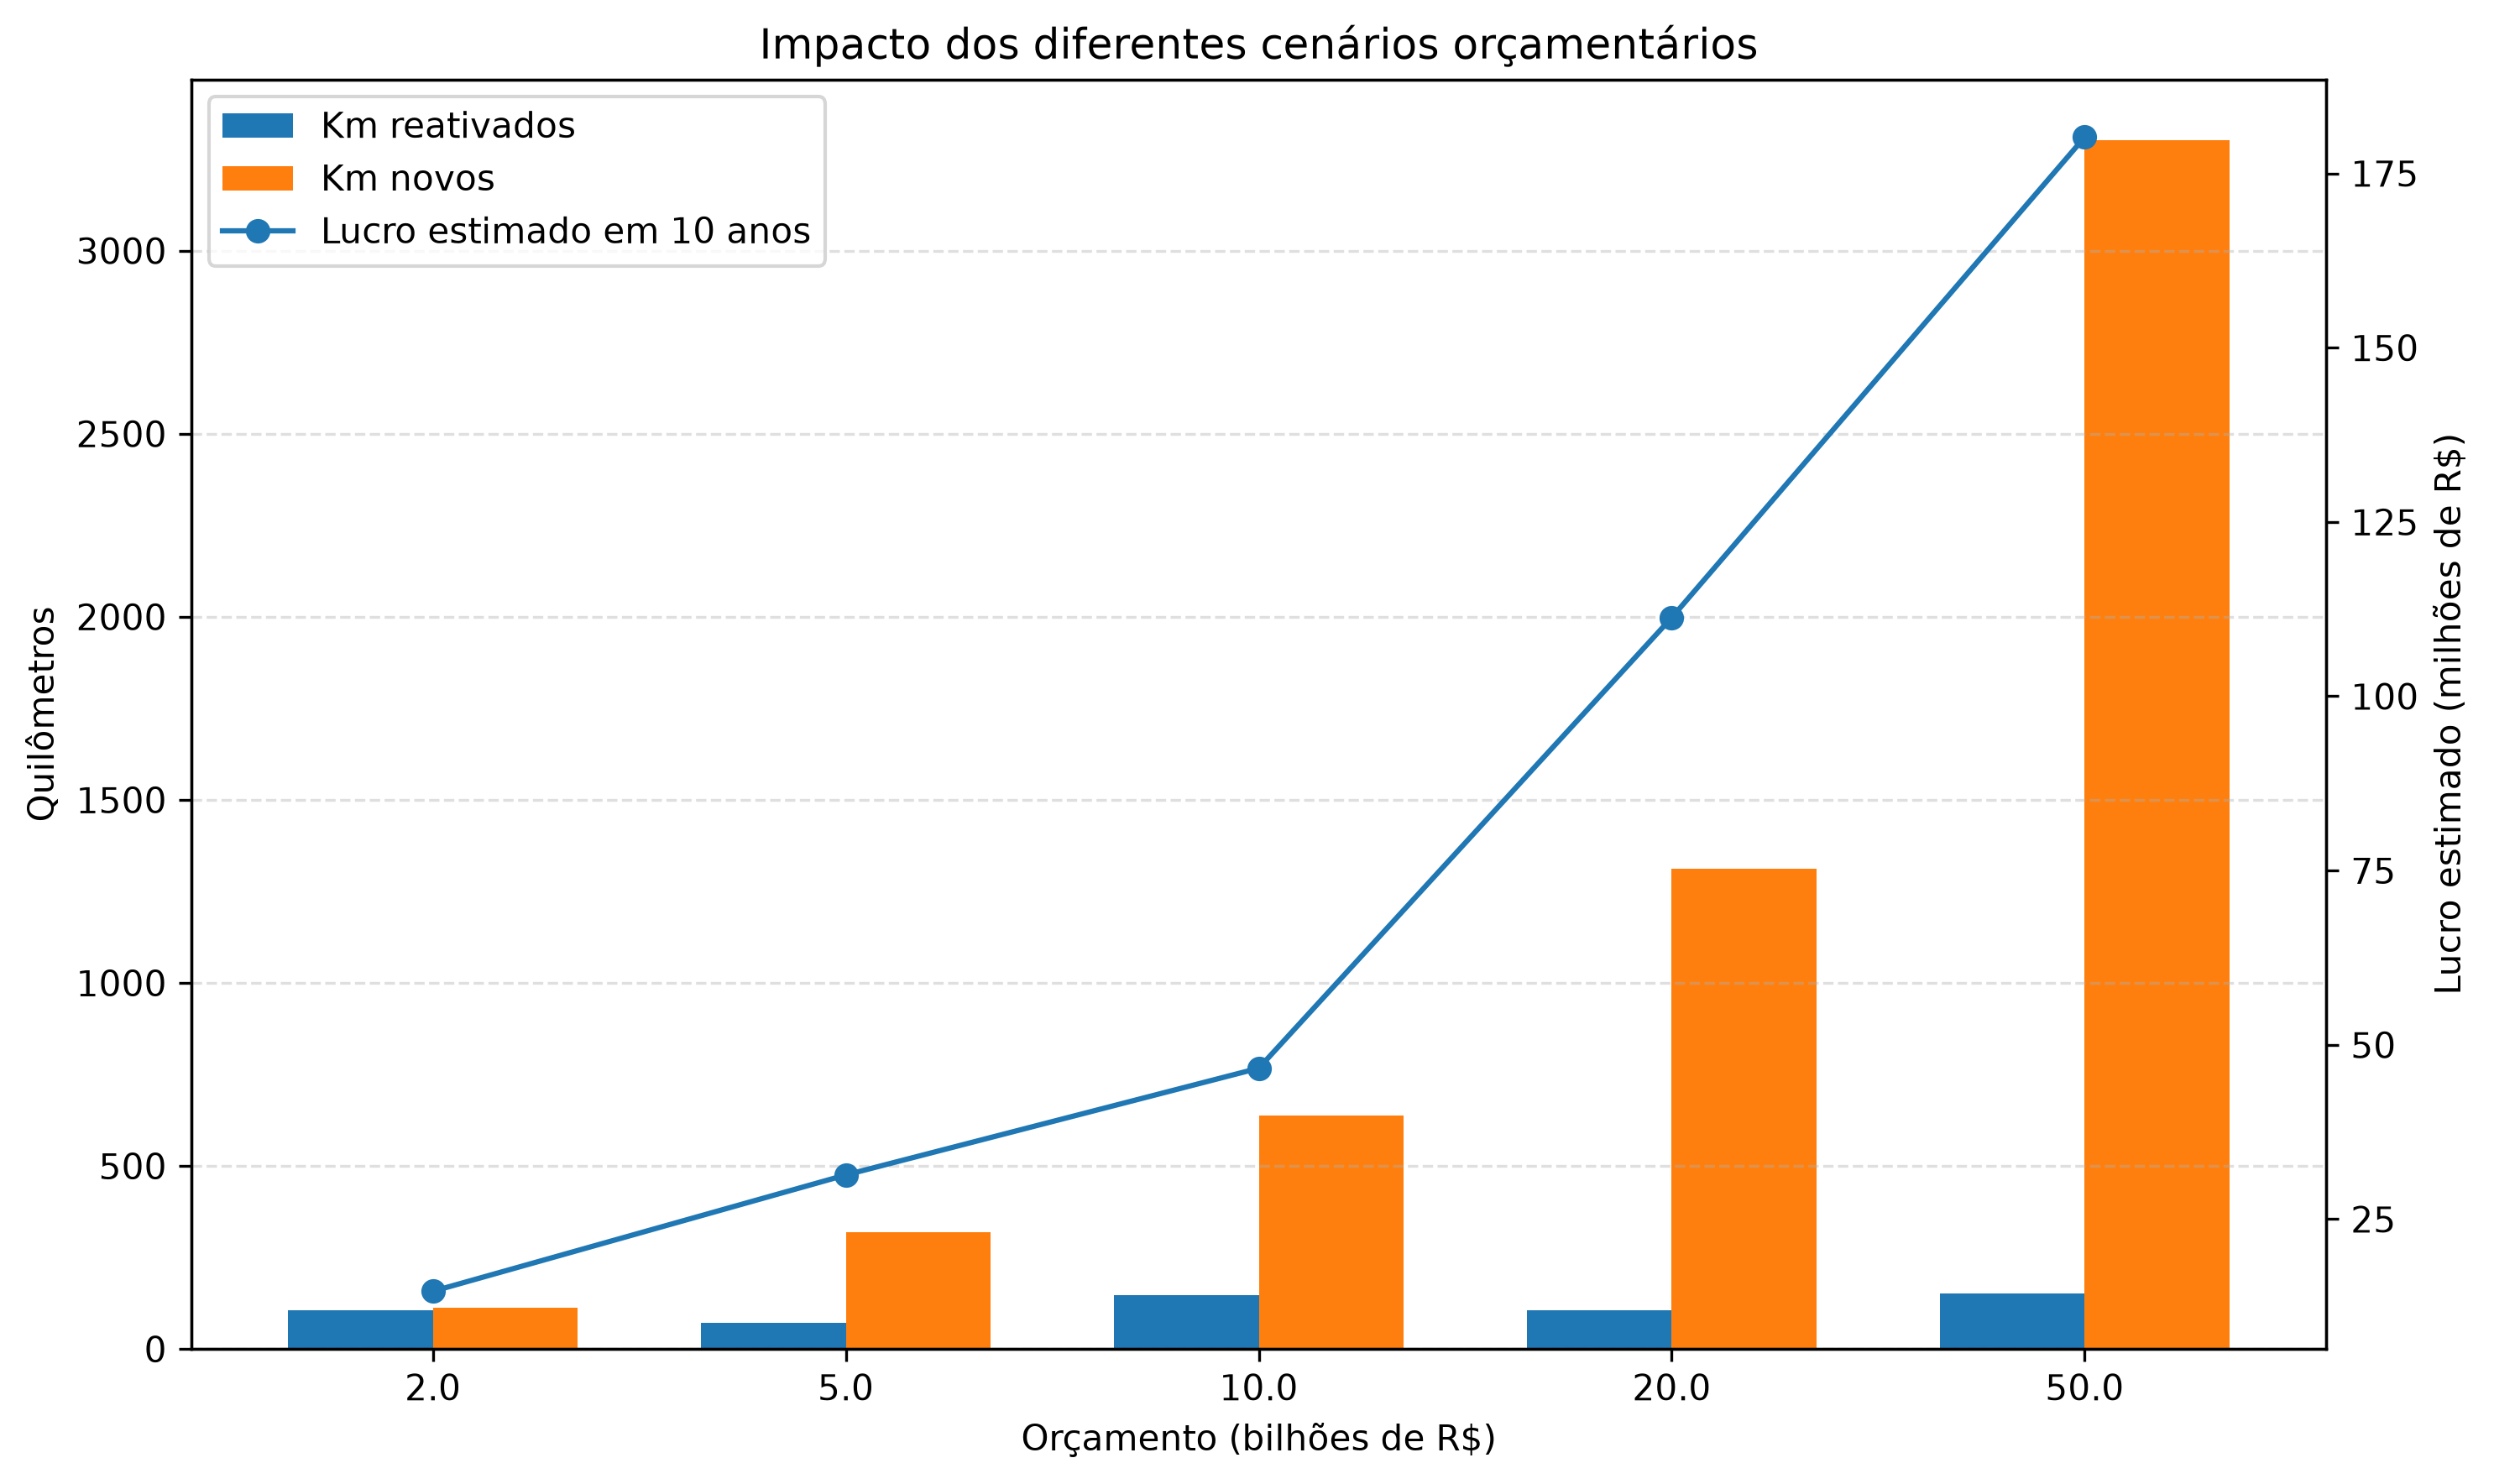 Impacto dos diferentes cenários orçamentários
Km reativados
Km novos
Lucro estimado em 10 anos
Quilômetros
3000
2500
2000
1500
1000
500
0
175
150
125
100
75
50
25
Lucro estimado (milhões de R$)
2.0 5.0 10.0 20.0 50.0
Orçamento (bilhões de R$)